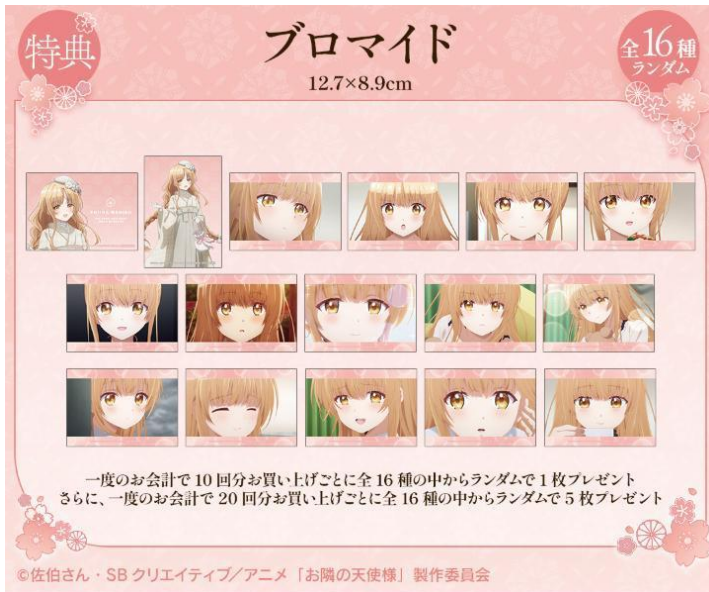 特典
ブロマイド
12.7×8.9cm
全16種
ランダム
一度のお会計で10回分お買い上げごとに全16種の中からランダムで1枚プレゼント
さらに、一度のお会計で20回分お買い上げごとに全16種の中からランダムで5枚プレゼント
©佐伯さん・SBクリエイティブ/アニメ「お隣の天使様」製作委員会